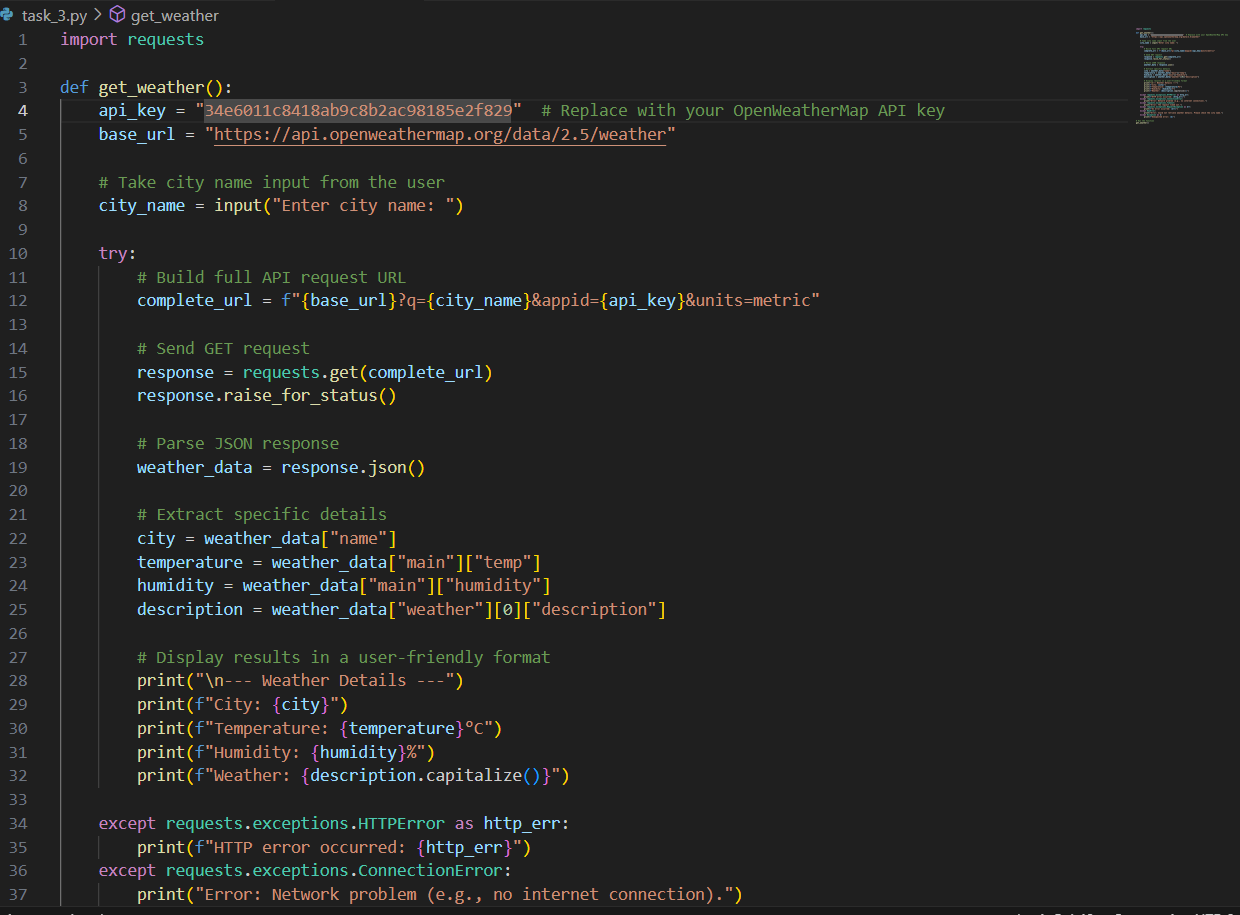 task_3.py > get_weather
1 import requests
2
3 def get_weather():
4     api_key = "34e6011c8418ab9c8b2ac98185e2f829"  # Replace with your OpenWeatherMap API key
5     base_url = "https://api.openweathermap.org/data/2.5/weather"
6
7     # Take city name input from the user
8     city_name = input("Enter city name: ")
9
10     try:
11         # Build full API request URL
12         complete_url = f"{base_url}?q={city_name}&appid={api_key}&units=metric"
13
14         # Send GET request
15         response = requests.get(complete_url)
16         response.raise_for_status()
17
18         # Parse JSON response
19         weather_data = response.json()
20
21         # Extract specific details
22         city = weather_data["name"]
23         temperature = weather_data["main"]["temp"]
24         humidity = weather_data["main"]["humidity"]
25         description = weather_data["weather"][0]["description"]
26
27         # Display results in a user-friendly format
28         print("\n--- Weather Details ---")
29         print(f"City: {city}")
30         print(f"Temperature: {temperature}°C")
31         print(f"Humidity: {humidity}%")
32         print(f"Weather: {description.capitalize()}")
33
34     except requests.exceptions.HTTPError as http_err:
35         print(f"HTTP error occurred: {http_err}")
36     except requests.exceptions.ConnectionError:
37         print("Error: Network problem (e.g., no internet connection).")